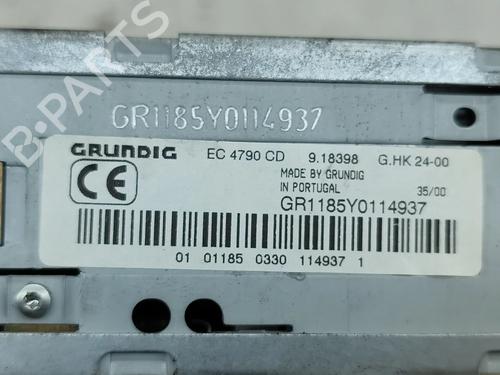 GR1185Y0114937
GRUNDIG EC 4790 CD 9.18398 G.HK 24-00
CE MADE BY GRUNDIG
IN PORTUGAL 35/00
GR1185Y0114937
01 01185 0330 114937 1